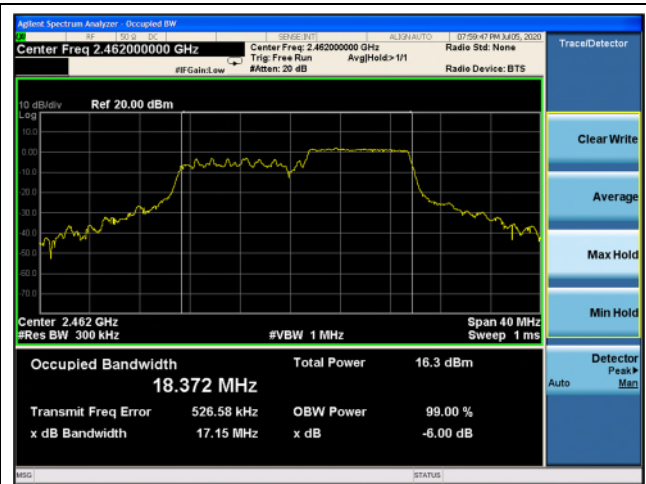 Agilent Spectrum Analyzer - Occupied BW
RF 50 Ω DC SENSE:INT ALIGN AUTO 07:59:47 PM Jul 05, 2020
Center Freq 2.462000000 GHz Center Freq: 2.462000000 GHz Radio Std: None Trace/Detector
Trig: Free Run Avg|Hold:>1/1
#IFGain:Low #Atten: 20 dB Radio Device: BTS
10 dB/div Ref 20.00 dBm
Log
10.0
0.00
-10.0
-20.0
-30.0
-40.0
-50.0
-60.0
-70.0
Clear Write
Average
Max Hold
Min Hold
Center 2.462 GHz Span 40 MHz
#Res BW 300 kHz #VBW 1 MHz Sweep 1 ms
Occupied Bandwidth Total Power 16.3 dBm
18.372 MHz
Transmit Freq Error 526.58 kHz OBW Power 99.00 %
x dB Bandwidth 17.15 MHz x dB -6.00 dB
Detector
Peak▶
Auto Man
MSG STATUS